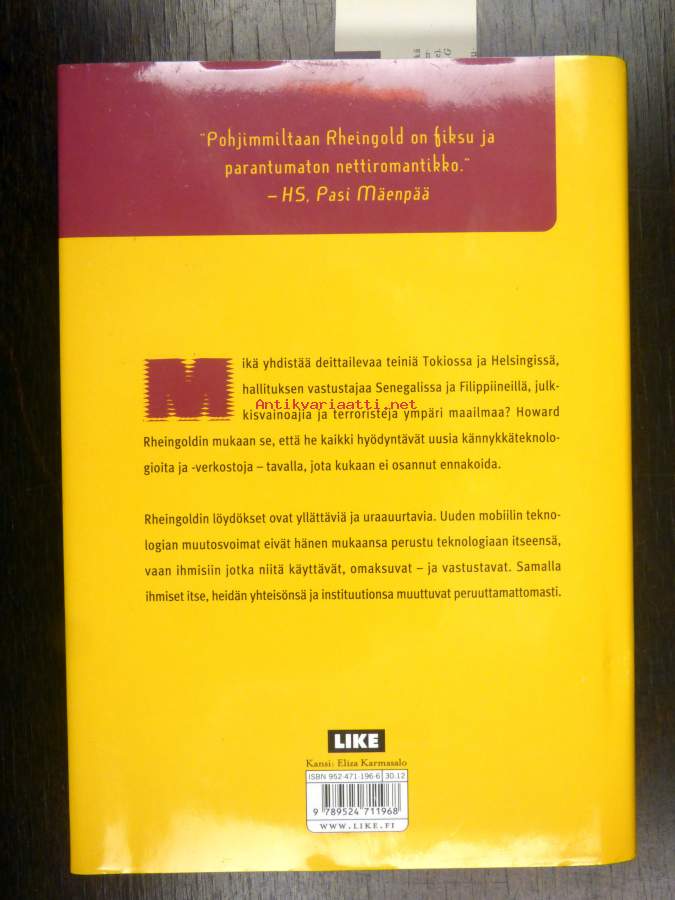 "Pohjimmiltaan Rheingold on fiksu ja
parantumaton nettiromantikko."
– HS, Pasi Mäenpää
Mikä yhdistää deittailevaa teiniä Tokiossa ja Helsingissä,
hallituksen vastustajaa Senegalissa ja Filippiineillä, julk-
kisvainoajia ja terroristeja ympäri maailmaa? Howard
Antikvariaatti.net
Rheingoldin mukaan se, että he kaikki hyödyntävät uusia kännykkäteknolo-
gioita ja -verkostoja – tavalla, jota kukaan ei osannut ennakoida.
Rheingoldin löydökset ovat yllättäviä ja uraauurtavia. Uuden mobiilin tekno-
logian muutosvoimat eivät hänen mukaansa perustu teknologiaan itseensä,
vaan ihmisiin jotka niitä käyttävät, omaksuvat – ja vastustavat. Samalla
ihmiset itse, heidän yhteisönsä ja instituutionsa muuttuvat peruuttamattomasti.
LIKE
Kansi: Eliza Karmasalo
ISBN 952-471-196-6 30.12
9 789524 711968
WWW.LIKE.FI